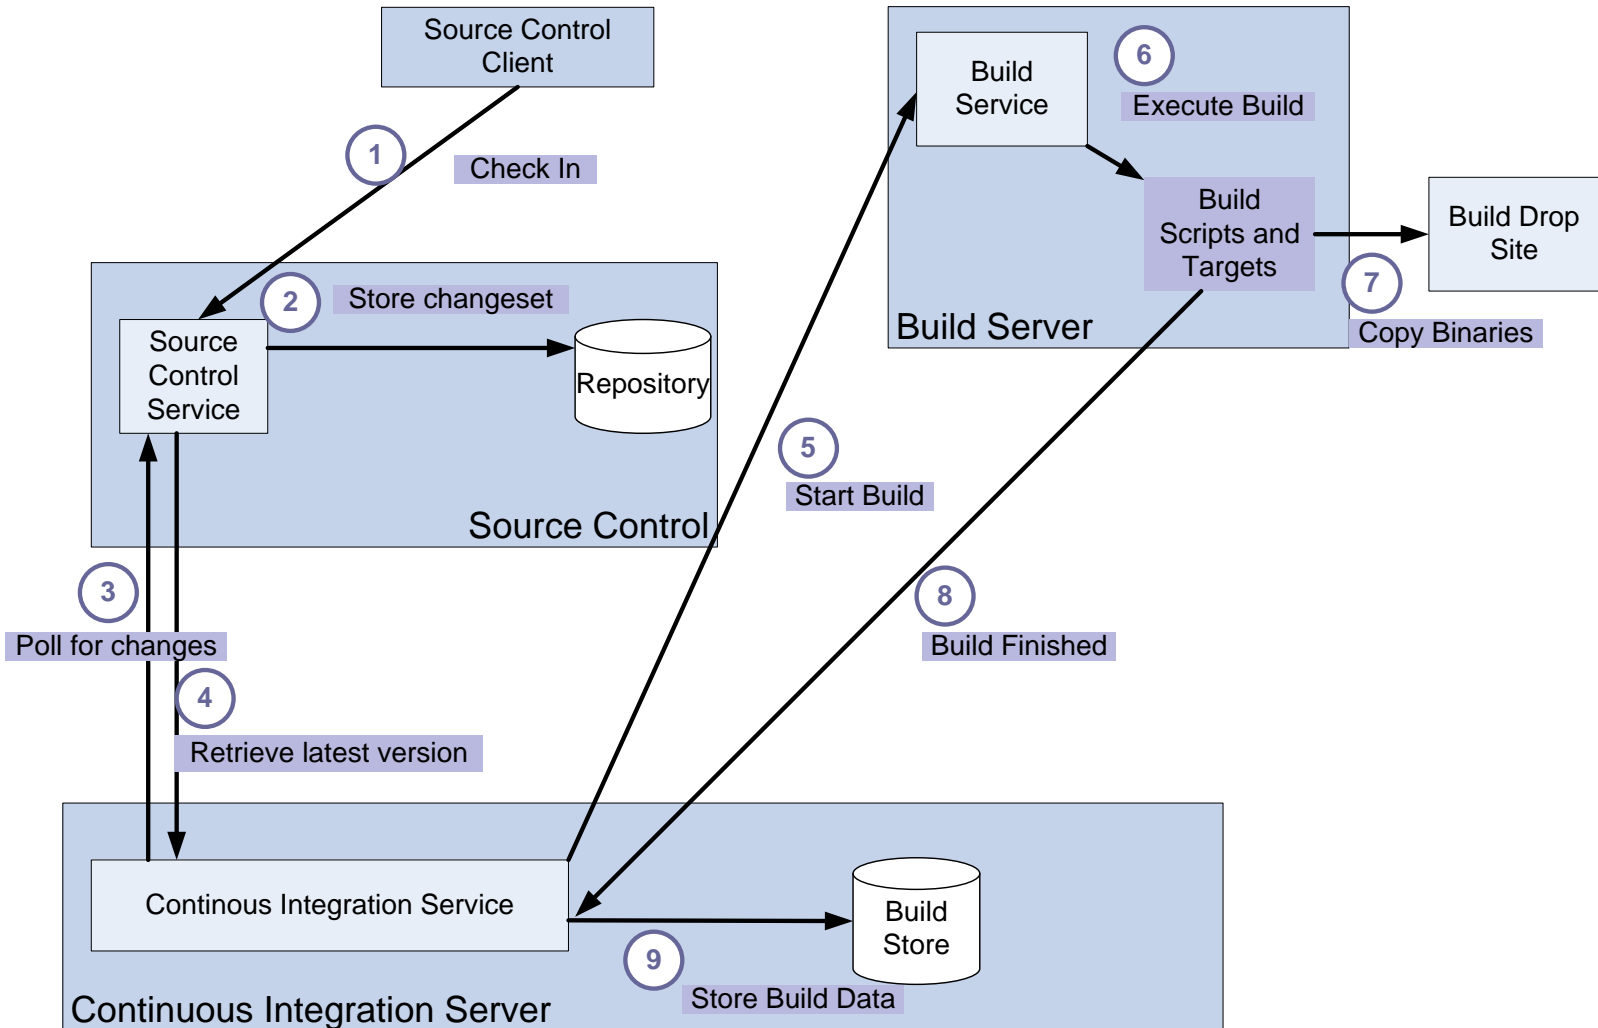 Source Control
Client
1
Check In
2
Store changeset
Source
Control
Service
Repository
Source Control
3
Poll for changes
4
Retrieve latest version
5
Start Build
Build
Service
6
Execute Build
Build
Scripts and
Targets
Build Server
Build Drop
Site
7
Copy Binaries
8
Build Finished
Continous Integration Service
Build
Store
9
Store Build Data
Continuous Integration Server